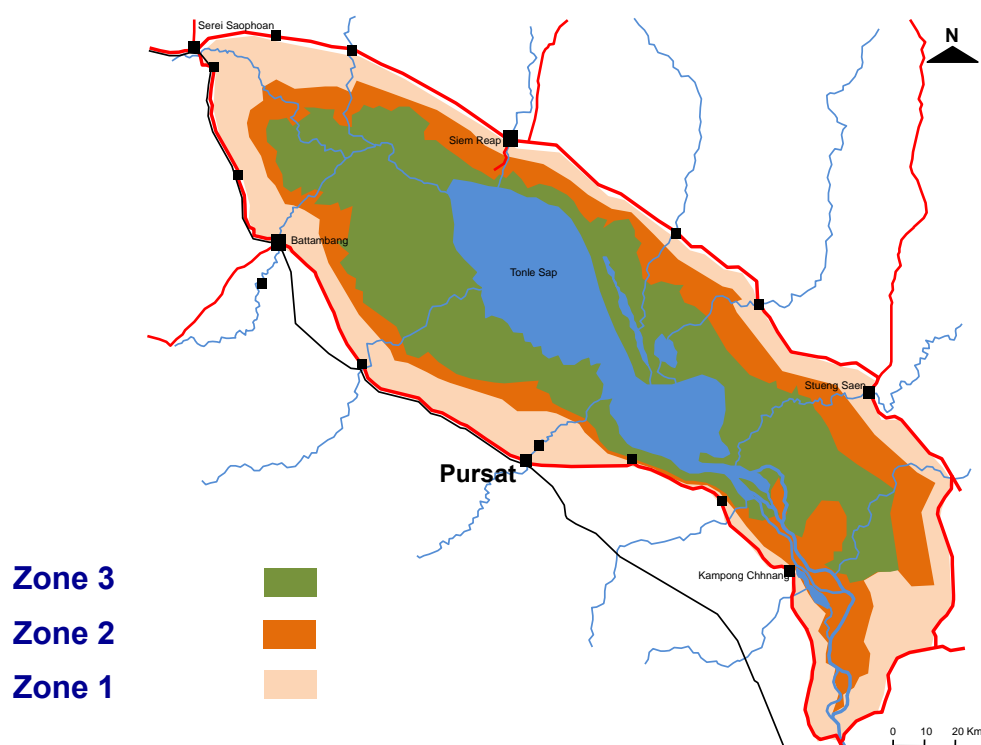 Serei Saophoan
N
Siem Reap
Battambang
Tonle Sap
Stueng Saen
Pursat
Kampong Chhnang
Zone 3
Zone 2
Zone 1
0 10 20 Km